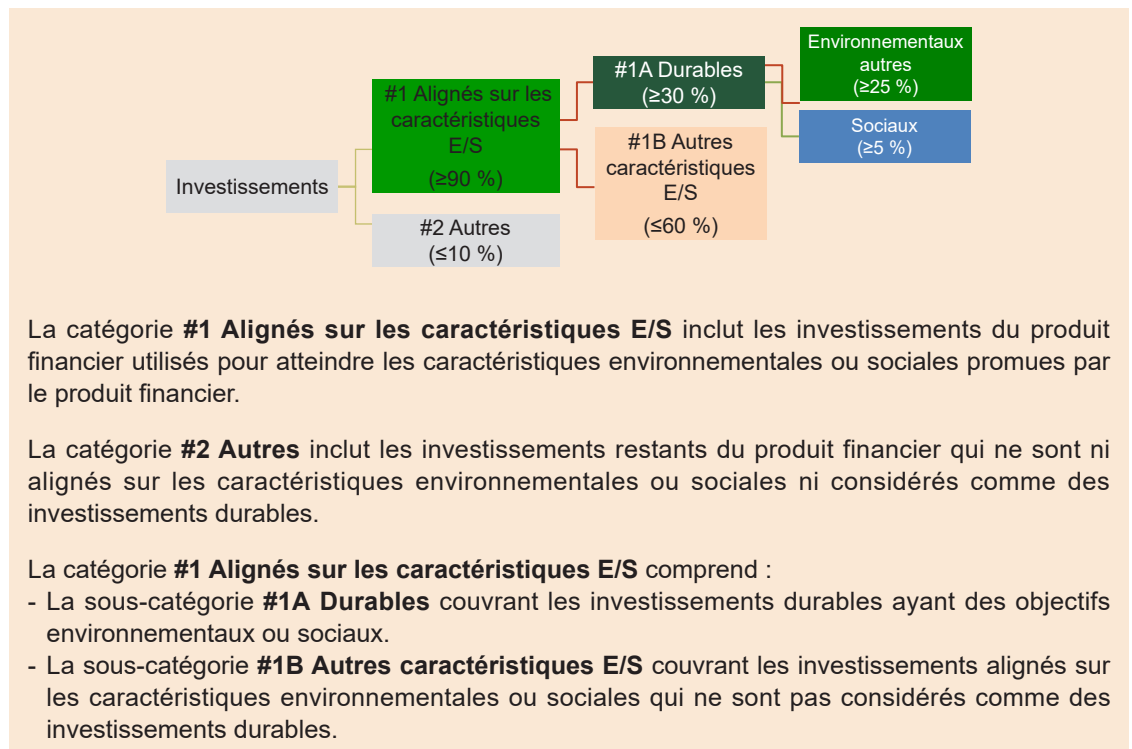 Investissements
#1 Alignés sur les
caractéristiques
E/S
(≥90 %)
#2 Autres
(≤10 %)
#1A Durables
(≥30 %)
#1B Autres
caractéristiques
E/S
(≤60 %)
Environnementaux
autres
(≥25 %)
Sociaux
(≥5 %)
La catégorie #1 Alignés sur les caractéristiques E/S inclut les investissements du produit
financier utilisés pour atteindre les caractéristiques environnementales ou sociales promues par
le produit financier.
La catégorie #2 Autres inclut les investissements restants du produit financier qui ne sont ni
alignés sur les caractéristiques environnementales ou sociales ni considérés comme des
investissements durables.
La catégorie #1 Alignés sur les caractéristiques E/S comprend :
- La sous-catégorie #1A Durables couvrant les investissements durables ayant des objectifs
environnementaux ou sociaux.
- La sous-catégorie #1B Autres caractéristiques E/S couvrant les investissements alignés sur
les caractéristiques environnementales ou sociales qui ne sont pas considérés comme des
investissements durables.